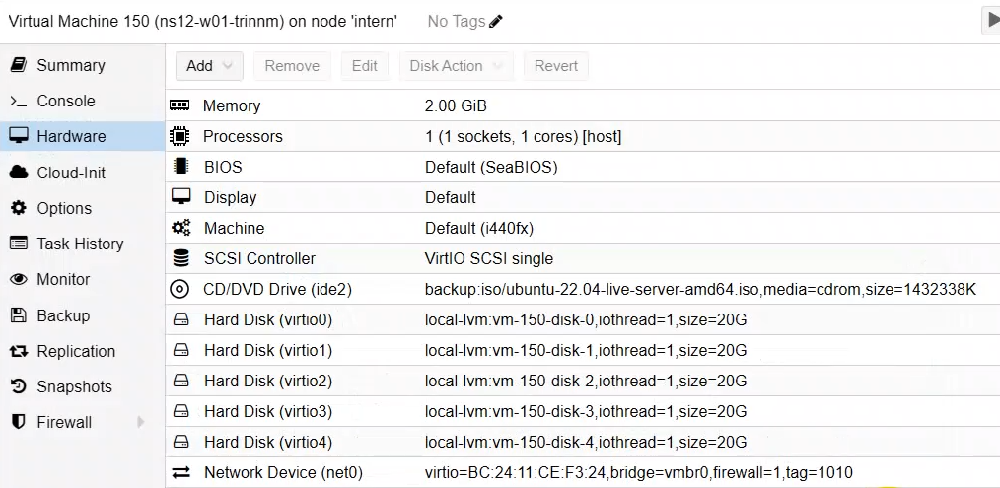 Virtual Machine 150 (ns12-w01-trinnm) on node 'intern' No Tags
Summary
Console
Hardware
Cloud-Init
Options
Task History
Monitor
Backup
Replication
Snapshots
Firewall
Add Remove Edit Disk Action Revert
Memory 2.00 GiB
Processors 1 (1 sockets, 1 cores) [host]
BIOS Default (SeaBIOS)
Display Default
Machine Default (i440fx)
SCSI Controller VirtIO SCSI single
CD/DVD Drive (ide2) backup:iso/ubuntu-22.04-live-server-amd64.iso,media=cdrom,size=1432338K
Hard Disk (virtio0) local-lvm:vm-150-disk-0,iothread=1,size=20G
Hard Disk (virtio1) local-lvm:vm-150-disk-1,iothread=1,size=20G
Hard Disk (virtio2) local-lvm:vm-150-disk-2,iothread=1,size=20G
Hard Disk (virtio3) local-lvm:vm-150-disk-3,iothread=1,size=20G
Hard Disk (virtio4) local-lvm:vm-150-disk-4,iothread=1,size=20G
Network Device (net0) virtio=BC:24:11:CE:F3:24,bridge=vmbr0,firewall=1,tag=1010